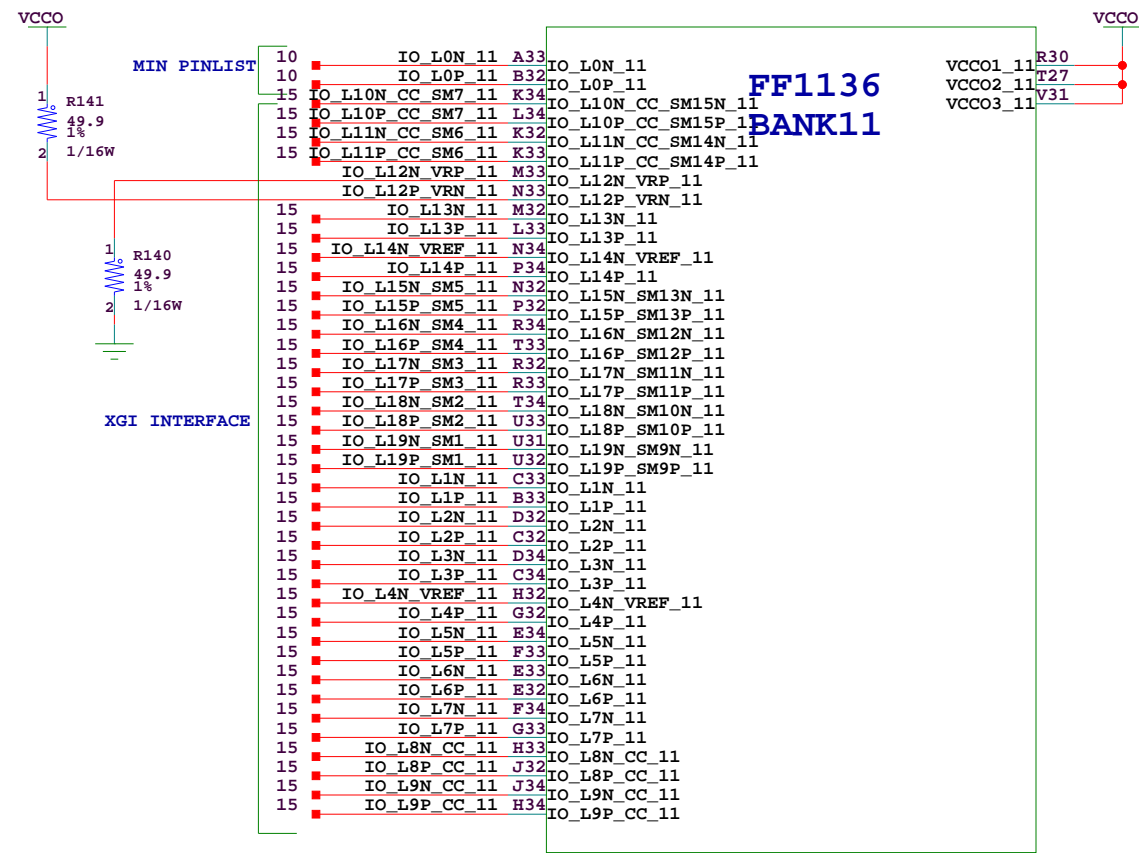 VCCO
VCCO
MIN PINLIST
FF1136
BANK11
10 IO_L0N_11 A33 IO_L0N_11
10 IO_L0P_11 B32 IO_L0P_11
15 IO_L10N_CC_SM7_11 K34 IO_L10N_CC_SM15N_11
15 IO_L10P_CC_SM7_11 L34 IO_L10P_CC_SM15P_11
15 IO_L11N_CC_SM6_11 K32 IO_L11N_CC_SM14N_11
15 IO_L11P_CC_SM6_11 K33 IO_L11P_CC_SM14P_11
IO_L12N_VRP_11 M33 IO_L12N_VRP_11
IO_L12P_VRN_11 N33 IO_L12P_VRN_11
15 IO_L13N_11 M32 IO_L13N_11
15 IO_L13P_11 L33 IO_L13P_11
15 IO_L14N_VREF_11 N34 IO_L14N_VREF_11
15 IO_L14P_11 P34 IO_L14P_11
15 IO_L15N_SM5_11 N32 IO_L15N_SM13N_11
15 IO_L15P_SM5_11 P32 IO_L15P_SM13P_11
15 IO_L16N_SM4_11 R34 IO_L16N_SM12N_11
15 IO_L16P_SM4_11 T33 IO_L16P_SM12P_11
15 IO_L17N_SM3_11 R32 IO_L17N_SM11N_11
15 IO_L17P_SM3_11 R33 IO_L17P_SM11P_11
15 IO_L18N_SM2_11 T34 IO_L18N_SM10N_11
15 IO_L18P_SM2_11 U33 IO_L18P_SM10P_11
15 IO_L19N_SM1_11 U31 IO_L19N_SM9N_11
15 IO_L19P_SM1_11 U32 IO_L19P_SM9P_11
15 IO_L1N_11 C33 IO_L1N_11
15 IO_L1P_11 B33 IO_L1P_11
15 IO_L2N_11 D32 IO_L2N_11
15 IO_L2P_11 C32 IO_L2P_11
15 IO_L3N_11 D34 IO_L3N_11
15 IO_L3P_11 C34 IO_L3P_11
15 IO_L4N_VREF_11 H32 IO_L4N_VREF_11
15 IO_L4P_11 G32 IO_L4P_11
15 IO_L5N_11 E34 IO_L5N_11
15 IO_L5P_11 F33 IO_L5P_11
15 IO_L6N_11 E33 IO_L6N_11
15 IO_L6P_11 E32 IO_L6P_11
15 IO_L7N_11 F34 IO_L7N_11
15 IO_L7P_11 G33 IO_L7P_11
15 IO_L8N_CC_11 H33 IO_L8N_CC_11
15 IO_L8P_CC_11 J32 IO_L8P_CC_11
15 IO_L9N_CC_11 J34 IO_L9N_CC_11
15 IO_L9P_CC_11 H34 IO_L9P_CC_11
VCCO1_11 R30
VCCO2_11 T27
VCCO3_11 V31
1
R141
49.9
1%
1/16W
2
1
R140
49.9
1%
1/16W
2
XGI INTERFACE